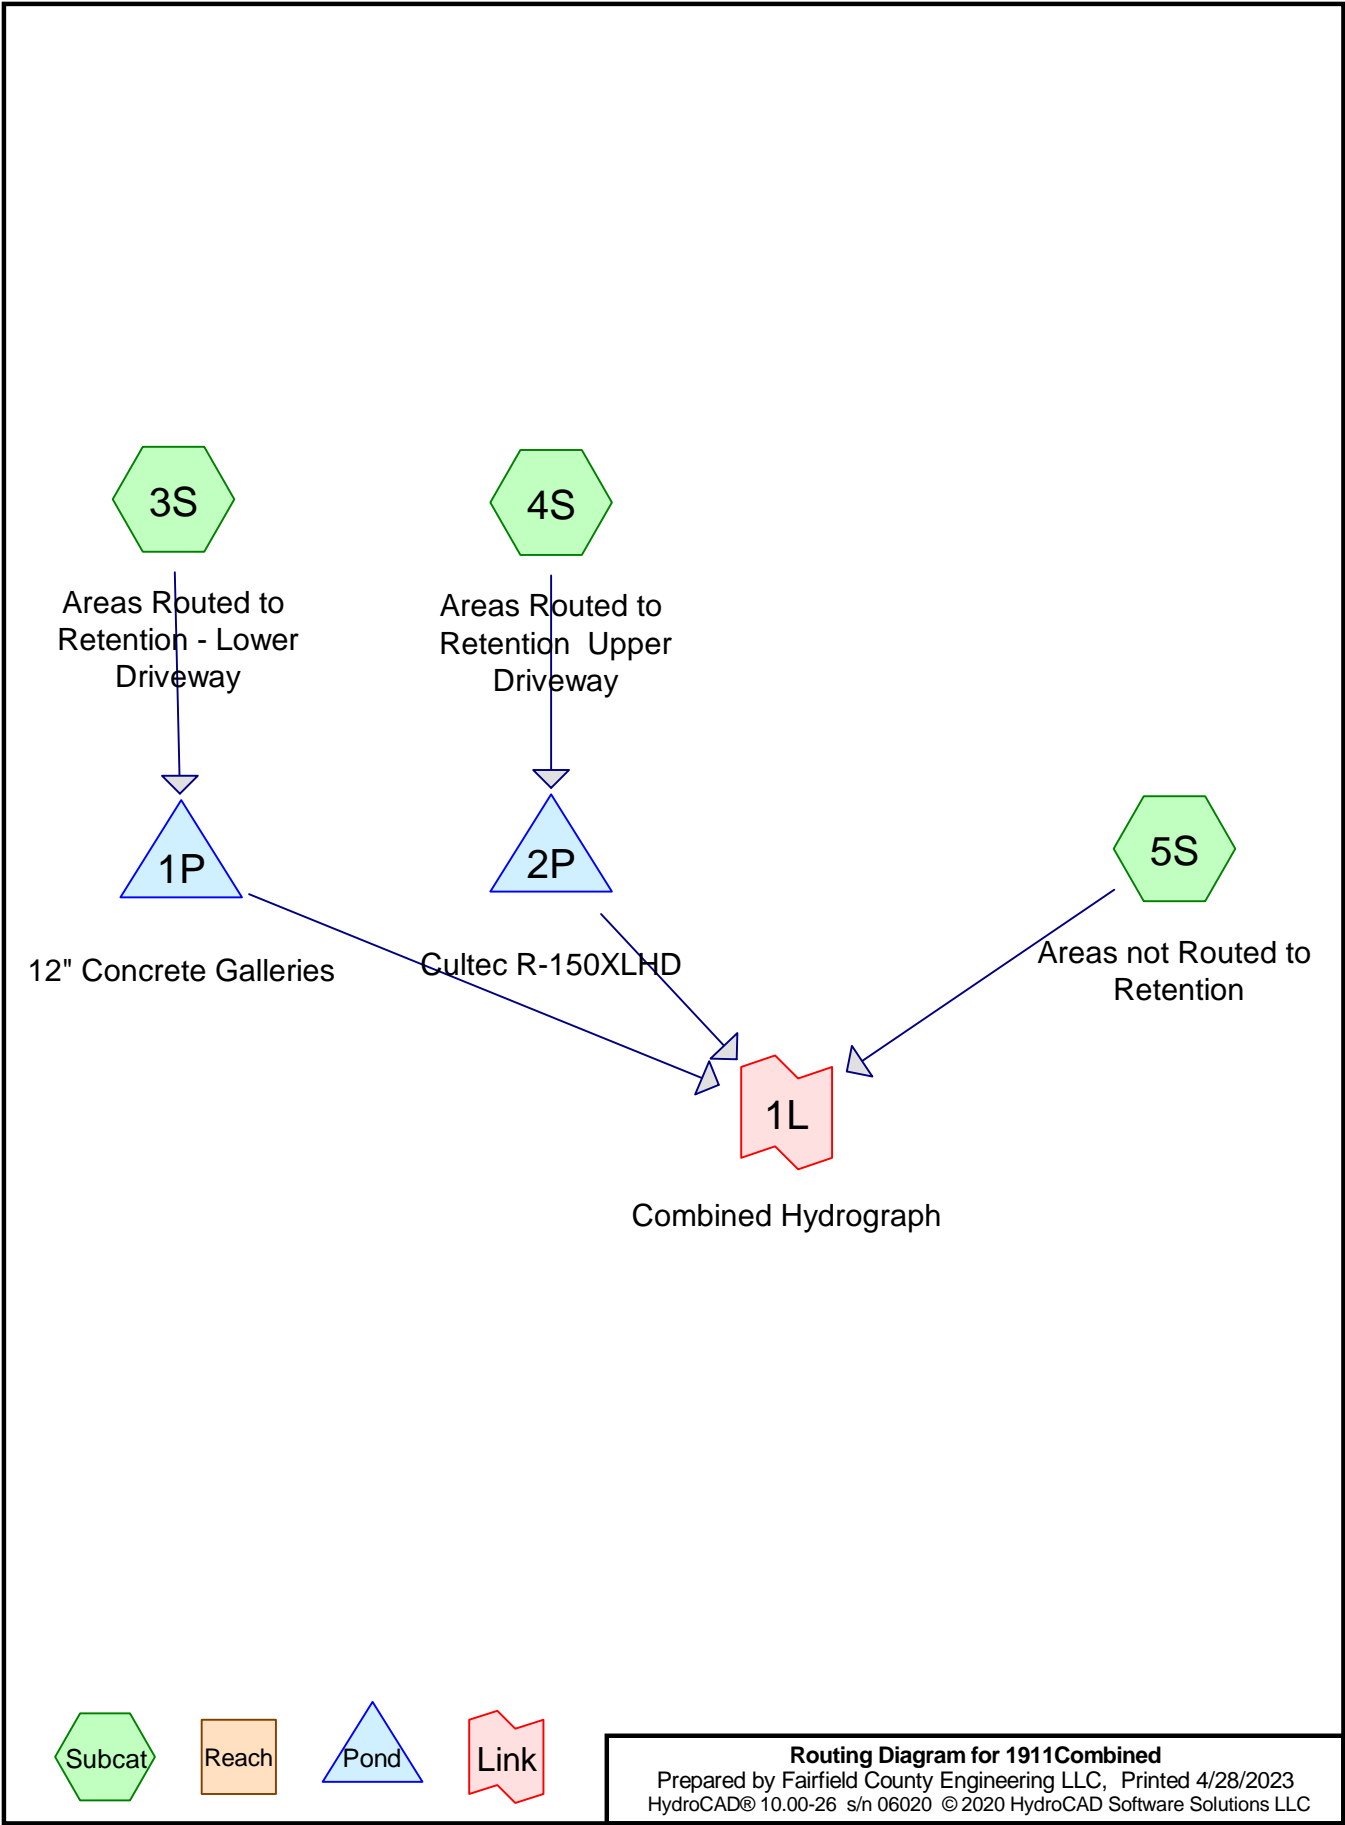 3S
Areas Routed to
Retention - Lower
Driveway
4S
Areas Routed to
Retention  Upper
Driveway
1P
12" Concrete Galleries
2P
Cultec R-150XLHD
5S
Areas not Routed to
Retention
1L
Combined Hydrograph
Subcat
Reach
Pond
Link
Routing Diagram for 1911Combined
Prepared by Fairfield County Engineering LLC,  Printed 4/28/2023
HydroCAD® 10.00-26  s/n 06020  © 2020 HydroCAD Software Solutions LLC